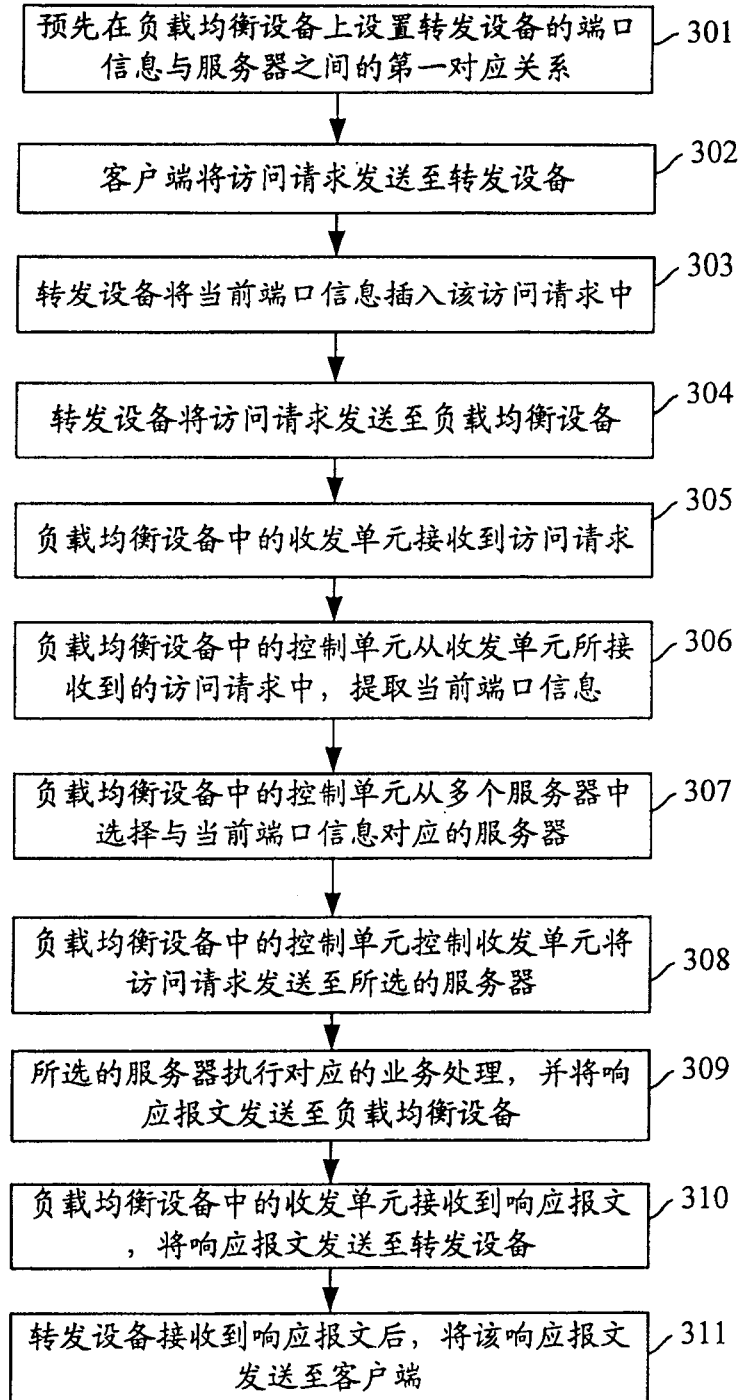 预先在负载均衡设备上设置转发设备的端口
信息与服务器之间的第一对应关系
301
客户端将访问请求发送至转发设备
302
转发设备将当前端口信息插入该访问请求中
303
转发设备将访问请求发送至负载均衡设备
304
负载均衡设备中的收发单元接收到访问请求
305
负载均衡设备中的控制单元从收发单元所接
收到的访问请求中，提取当前端口信息
306
负载均衡设备中的控制单元从多个服务器中
选择与当前端口信息对应的服务器
307
负载均衡设备中的控制单元控制收发单元将
访问请求发送至所选的服务器
308
所选的服务器执行对应的业务处理，并将响
应报文发送至负载均衡设备
309
负载均衡设备中的收发单元接收到响应报文
，将响应报文发送至转发设备
310
转发设备接收到响应报文后，将该响应报文
发送至客户端
311